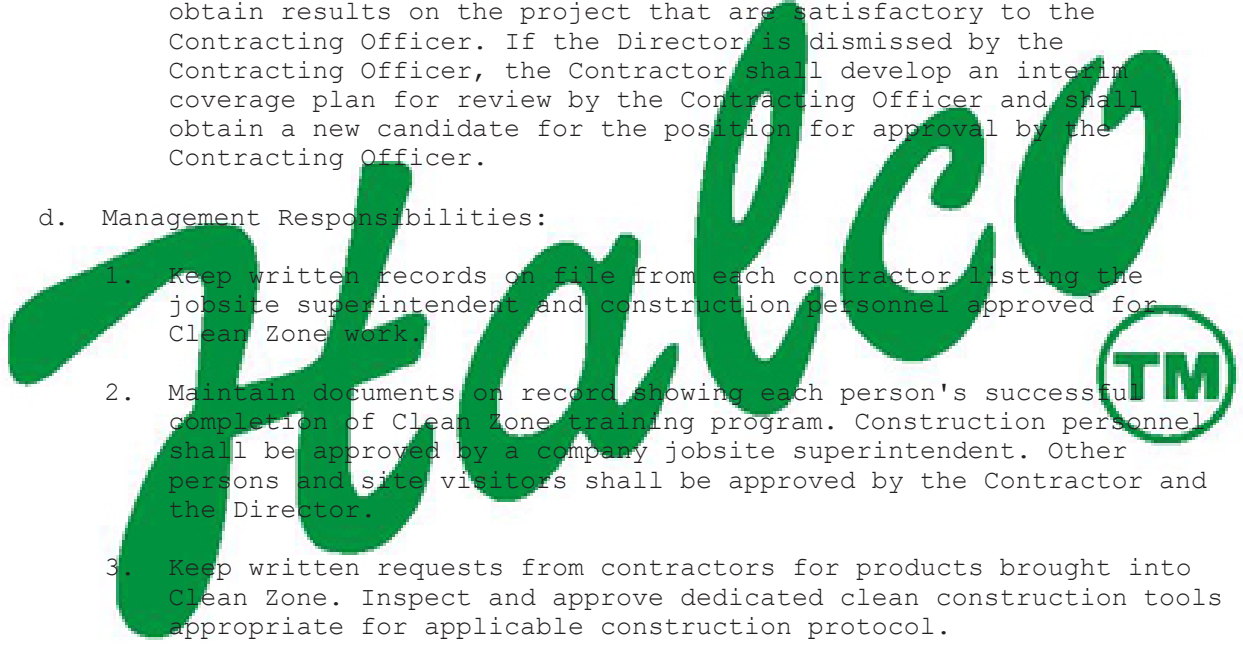 obtain results on the project that are satisfactory to the
Contracting Officer. If the Director is dismissed by the
Contracting Officer, the Contractor shall develop an interim
coverage plan for review by the Contracting Officer and shall
obtain a new candidate for the position for approval by the
Contracting Officer.
d. Management Responsibilities:
1. Keep written records on file from each contractor listing the
jobsite superintendent and construction personnel approved for
Clean Zone work.
2. Maintain documents on record showing each person's successful
completion of Clean Zone training program. Construction personnel
shall be approved by a company jobsite superintendent. Other
persons and site visitors shall be approved by the Contractor and
the Director.
3. Keep written requests from contractors for products brought into
Clean Zone. Inspect and approve dedicated clean construction tools
appropriate for applicable construction protocol.
Halco
TM